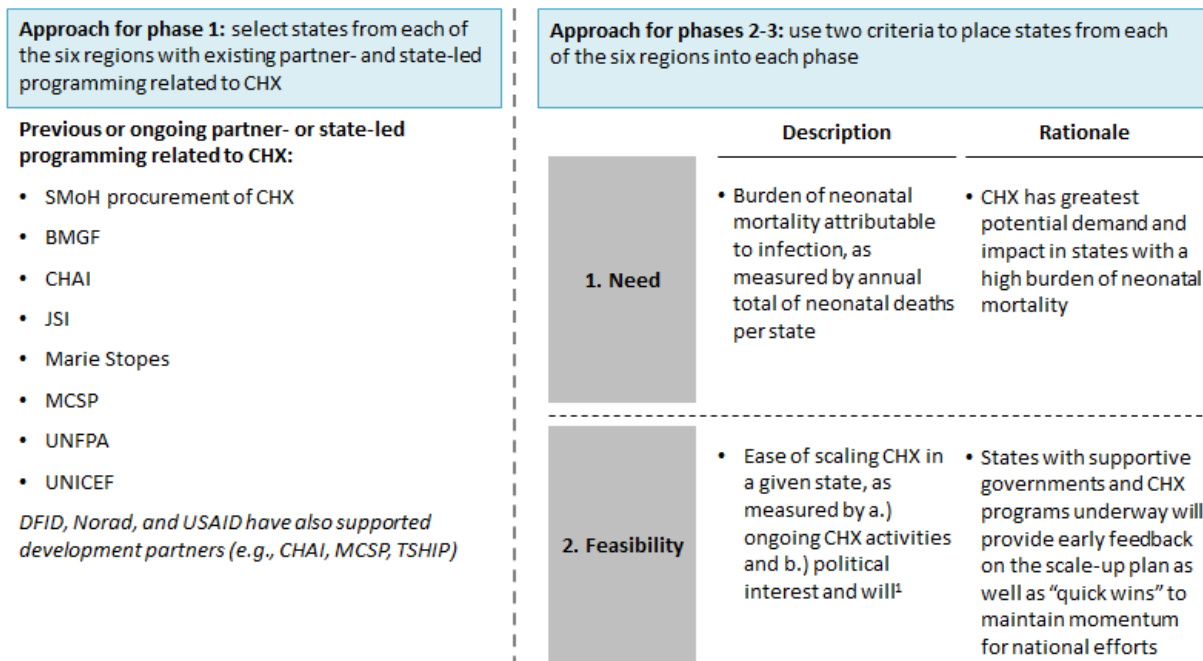 Approach for phase 1: select states from each of
the six regions with existing partner- and state-led
programming related to CHX
Previous or ongoing partner- or state-led
programming related to CHX:
• SMoH procurement of CHX
• BMGF
• CHAI
• JSI
• Marie Stopes
• MCSP
• UNFPA
• UNICEF
DFID, Norad, and USAID have also supported
development partners (e.g., CHAI, MCSP, TSHIP)
Approach for phases 2-3: use two criteria to place states from each
of the six regions into each phase
Description
Rationale
1. Need
• Burden of neonatal
mortality attributable
to infection, as
measured by annual
total of neonatal deaths
per state
• CHX has greatest
potential demand and
impact in states with a
high burden of neonatal
mortality
2. Feasibility
• Ease of scaling CHX in
a given state, as
measured by a.)
ongoing CHX activities
and b.) political
interest and will¹
• States with supportive
governments and CHX
programs underway will
provide early feedback
on the scale-up plan as
well as “quick wins” to
maintain momentum
for national efforts